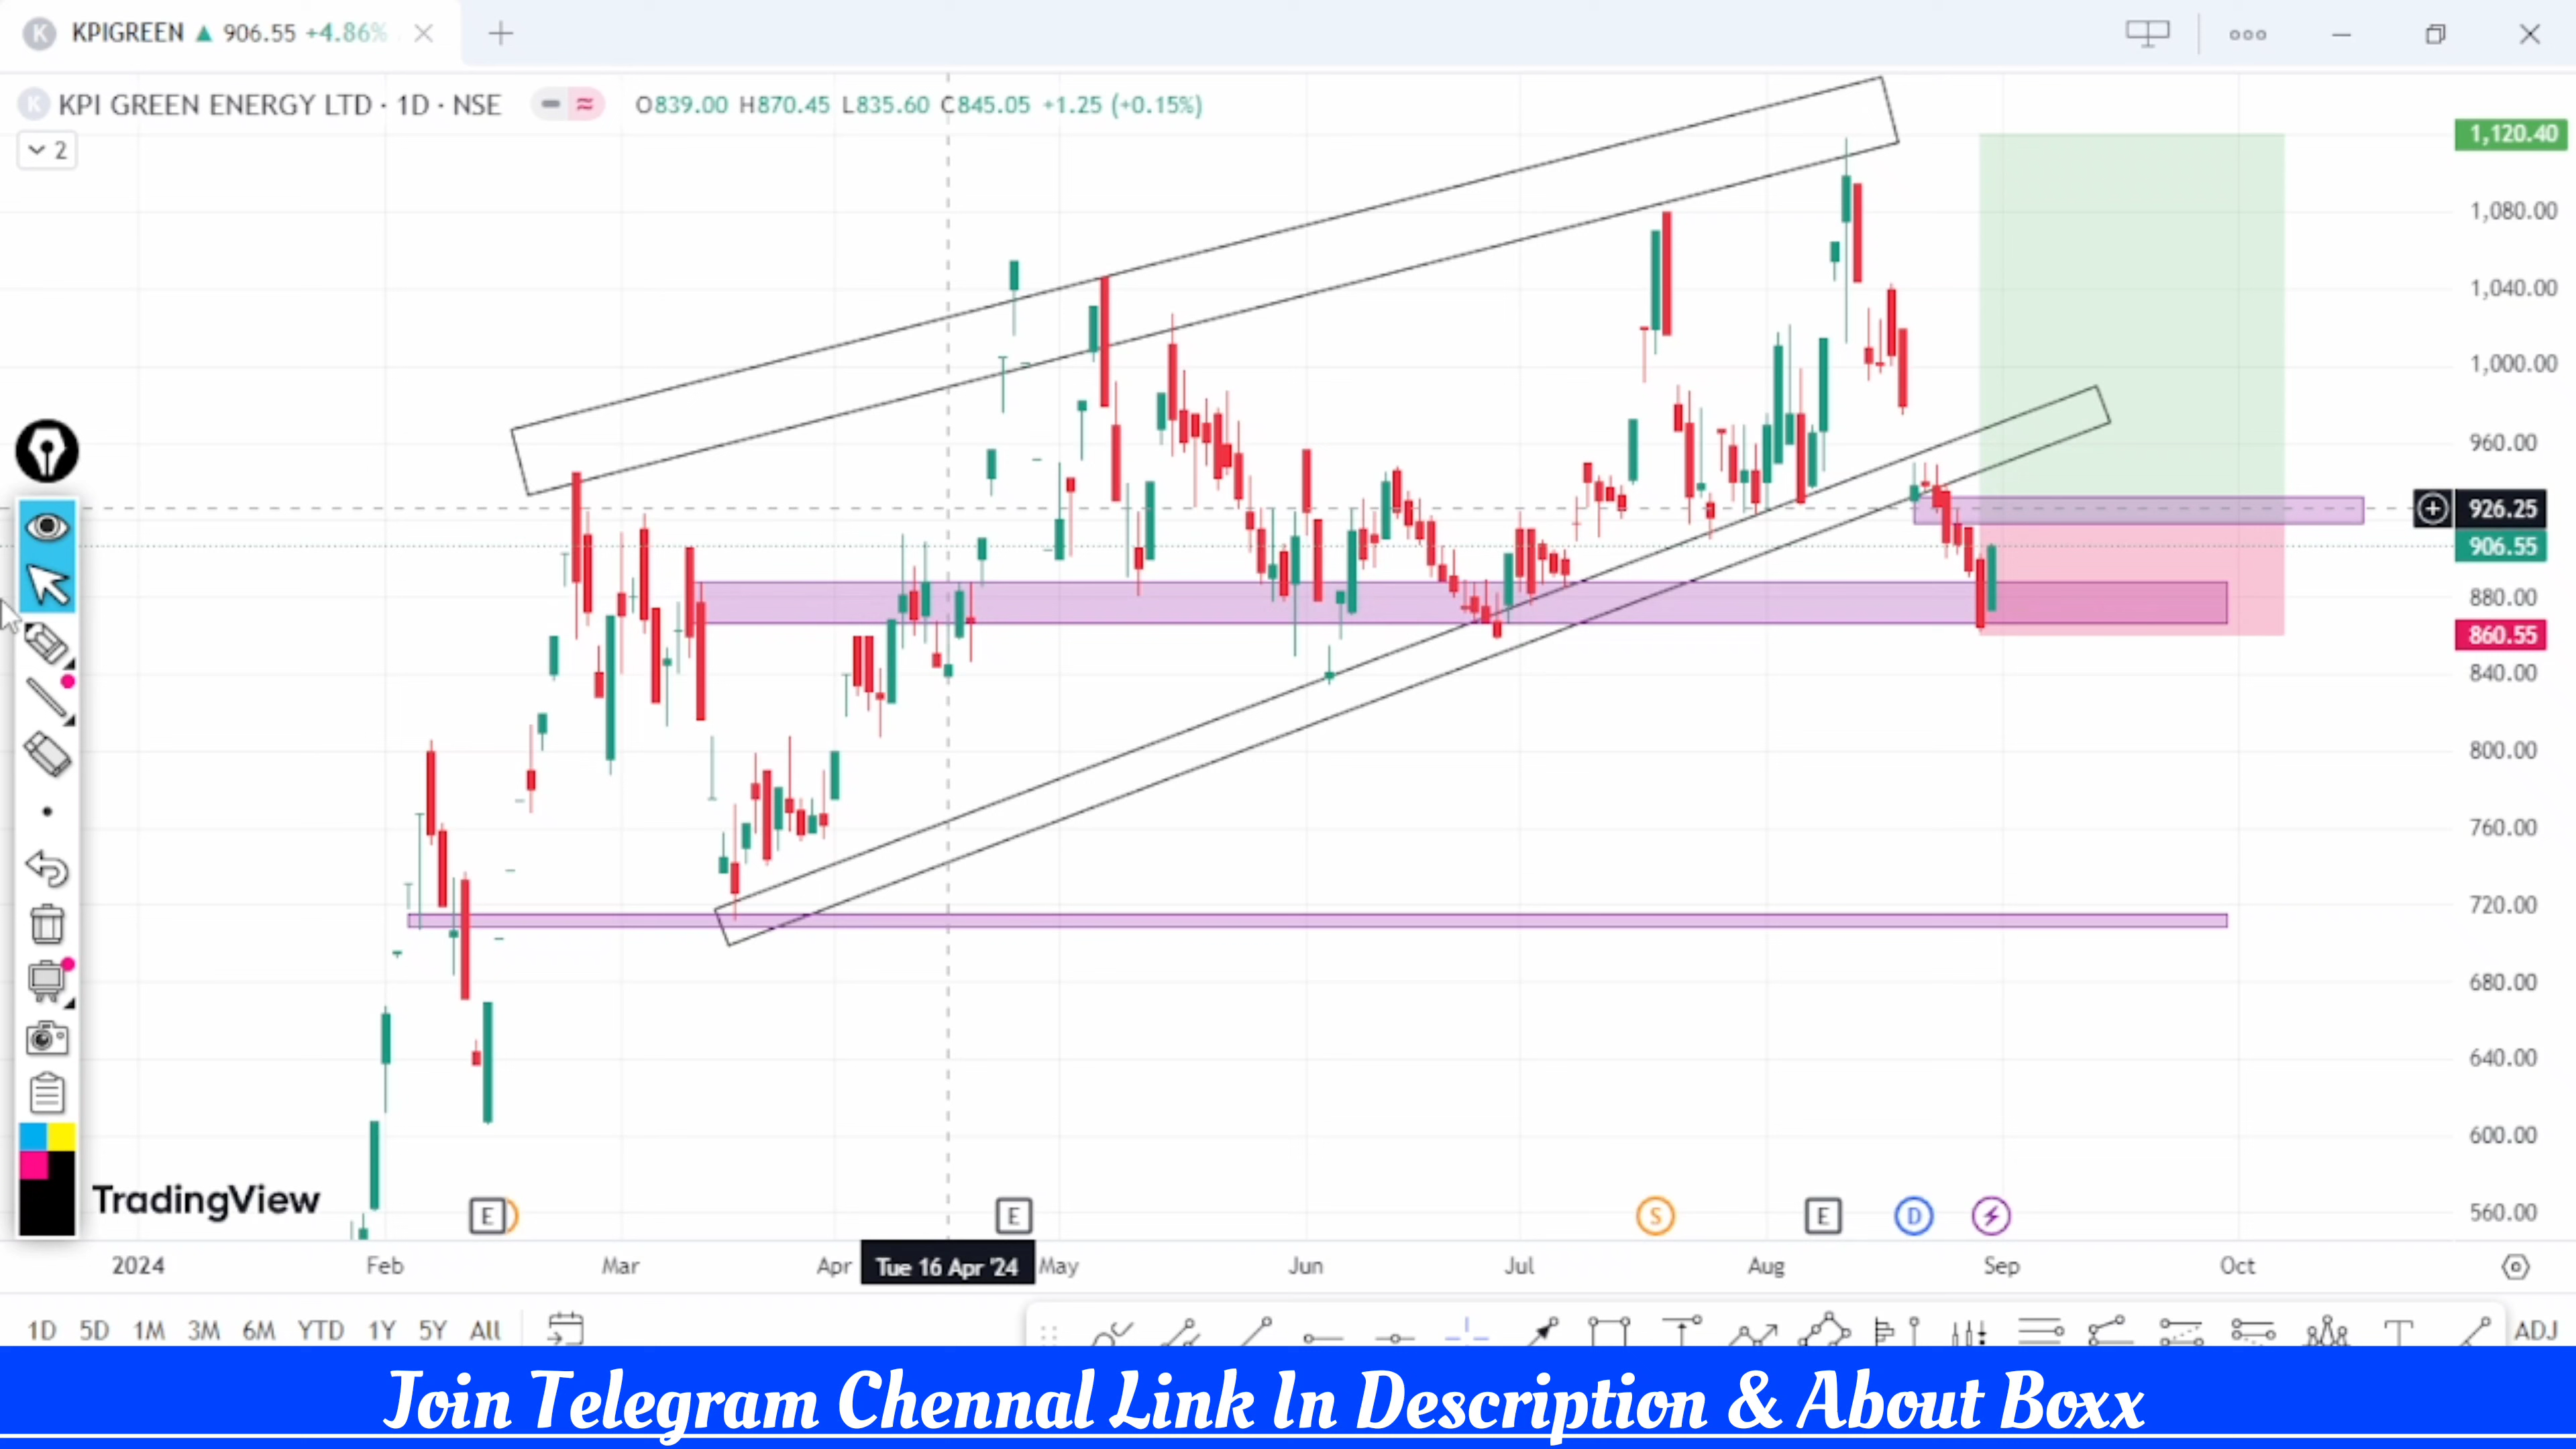 K KPIGREEN ▲ 906.55 +4.86%
K KPI GREEN ENERGY LTD · 1D · NSE O839.00 H870.45 L835.60 C845.05 +1.25 (+0.15%)
2
1,120.40
1,080.00
1,040.00
1,000.00
960.00
926.25
906.55
880.00
860.55
840.00
800.00
760.00
720.00
680.00
640.00
600.00
560.00
TradingView
E E S E D
2024 Feb Mar Apr Tue 16 Apr '24 May Jun Jul Aug Sep Oct
1D 5D 1M 3M 6M YTD 1Y 5Y All ADJ
Join Telegram Chennal Link In Description & About Boxx